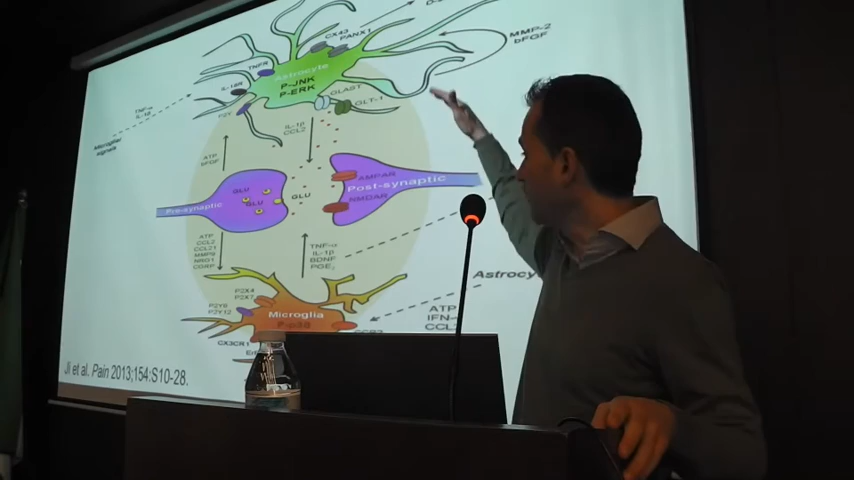 CX43
PANX1
MMP-2
bFGF
TNFR
IL-18R
Astrocyte
P-JNK
P-ERK
GLAST
GLT-1
P2Y
TNF-α
IL-18
Microglial
signals
IL-1β
CCL2
ATP
bFGF
GLU
GLU
GLU
AMPAR
Post-synaptic
NMDAR
Pre-synaptic
ATP
CCL2
CCL21
MMP9
NRG1
CGRP
TNF-α
IL-1β
BDNF
PGE₂
Astrocy
P2X4
P2X7
P2Y6
P2Y12
Microglia
P-p38
ATP
IFN-
CCL2
CX3CR1
CCR2
Ji et al., Pain 2013;154:S10-28